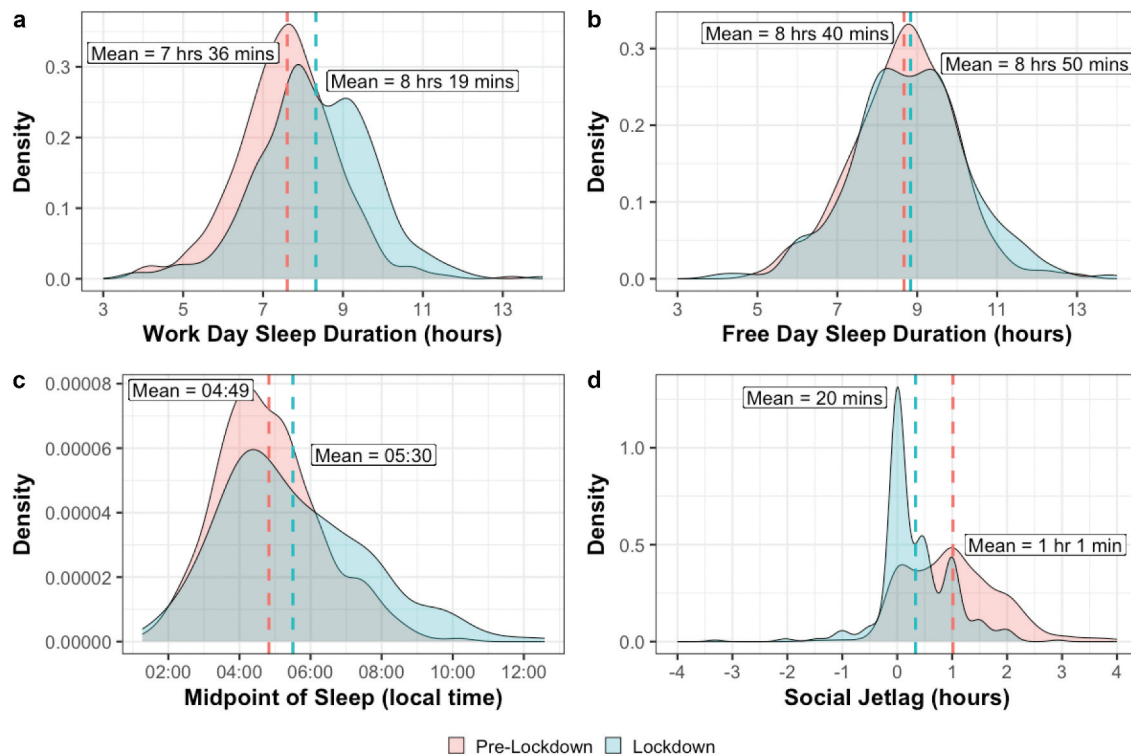 a
Mean = 7 hrs 36 mins
Mean = 8 hrs 19 mins
Density
0.3
0.2
0.1
0.0
3 5 7 9 11 13
Work Day Sleep Duration (hours)
b
Mean = 8 hrs 40 mins
Mean = 8 hrs 50 mins
Density
0.3
0.2
0.1
0.0
3 5 7 9 11 13
Free Day Sleep Duration (hours)
c
Mean = 04:49
Mean = 05:30
Density
0.00008
0.00006
0.00004
0.00002
0.00000
02:00 04:00 06:00 08:00 10:00 12:00
Midpoint of Sleep (local time)
d
Mean = 20 mins
Mean = 1 hr 1 min
Density
1.0
0.5
0.0
-4 -3 -2 -1 0 1 2 3 4
Social Jetlag (hours)
Pre-Lockdown Lockdown